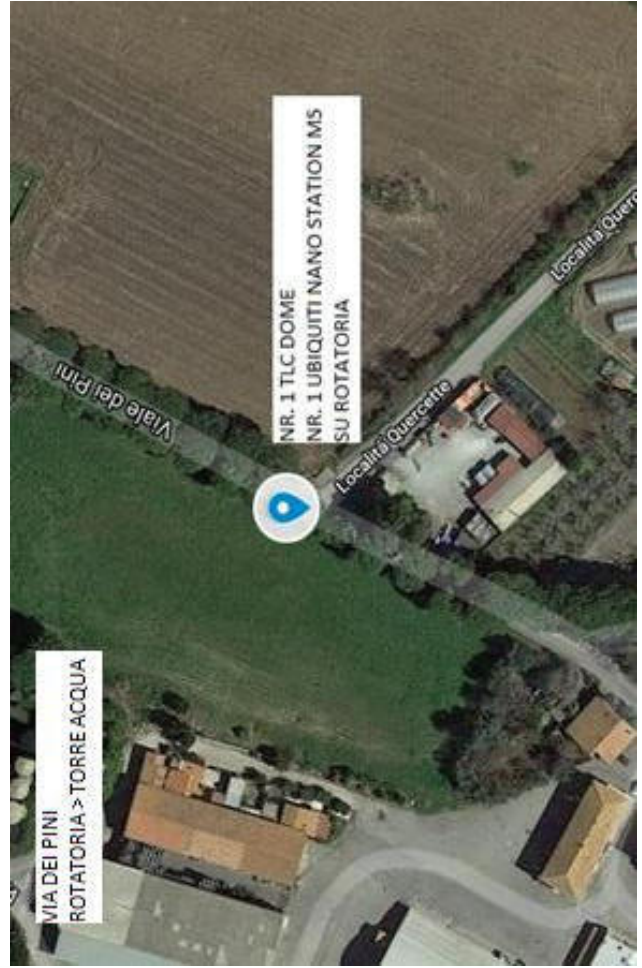 VIA DEI PINI
ROTATORIA > TORRE ACQUA
Viale dei Pini
NR. 1 TLC DOME
NR. 1 UBIQUITI NANO STATION MS
SU ROTATORIA
Località Quercette
Località Querc